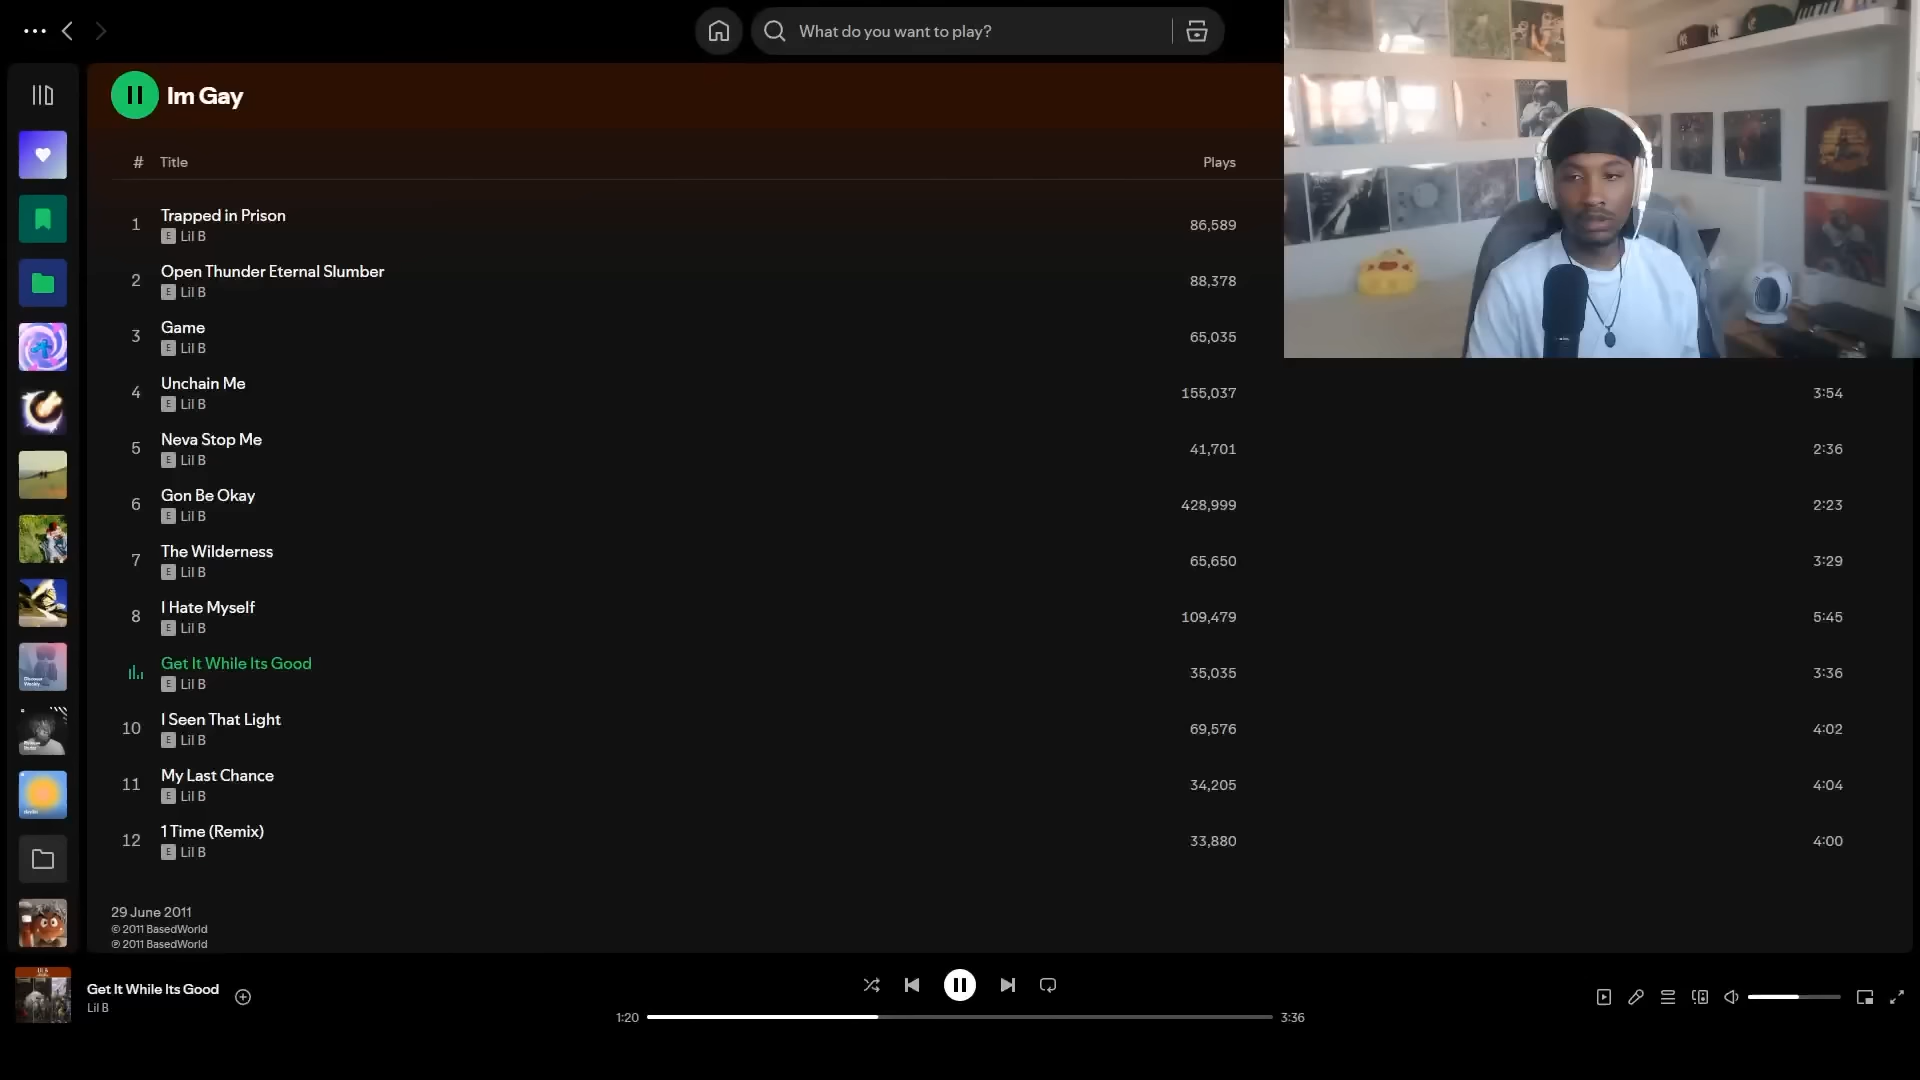 What do you want to play?
Im Gay
# Title Plays
1 Trapped in Prison
E Lil B
86,589
2 Open Thunder Eternal Slumber
E Lil B
88,378
3 Game
E Lil B
65,035
4 Unchain Me
E Lil B
155,037 3:54
5 Neva Stop Me
E Lil B
41,701 2:36
6 Gon Be Okay
E Lil B
428,999 2:23
7 The Wilderness
E Lil B
65,650 3:29
8 I Hate Myself
E Lil B
109,479 5:45
Get It While Its Good
E Lil B
35,035 3:36
10 I Seen That Light
E Lil B
69,576 4:02
11 My Last Chance
E Lil B
34,205 4:04
12 1 Time (Remix)
E Lil B
33,880 4:00
29 June 2011
© 2011 BasedWorld
℗ 2011 BasedWorld
Get It While Its Good
Lil B
1:20 3:36